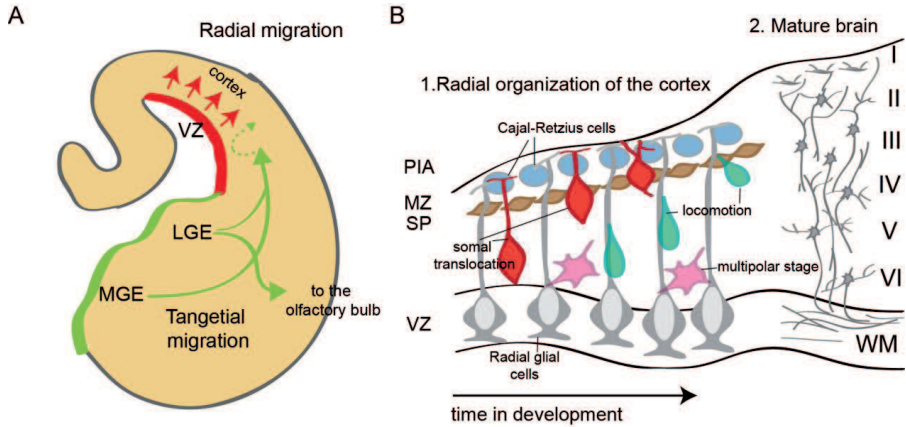 A
Radial migration
cortex
VZ
LGE
MGE
to the
olfactory bulb
Tangetial
migration
B
2. Mature brain
1.Radial organization of the cortex
Cajal-Retzius cells
PIA
MZ
SP
VZ
somal
translocation
locomotion
multipolar stage
Radial glial
cells
time in development
I
II
III
IV
V
VI
WM